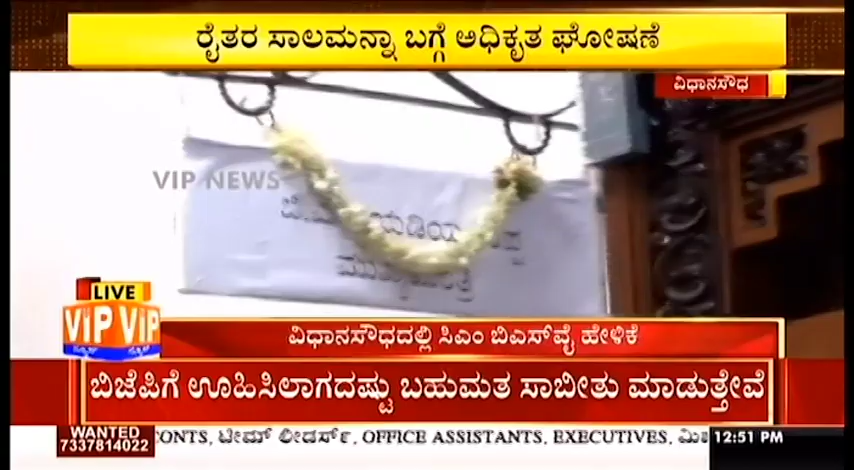 ರೈತರ ಸಾಲಮನ್ನಾ ಬಗ್ಗೆ ಅಧಿಕೃತ ಘೋಷಣೆ
ವಿಧಾನಸೌಧ
VIP NEWS
LIVE
VIP VIP
ವಿಧಾನಸೌಧದಲ್ಲಿ ಸಿಎಂ ಬಿಎಸ್‌ವೈ ಹೇಳಿಕೆ
ಬಿಜೆಪಿಗೆ ಊಹಿಸಿಲಾಗದಷ್ಟು ಬಹುಮತ ಸಾಬೀತು ಮಾಡುತ್ತೇವೆ
WANTED
7337814022
CONTS, ಟೀಮ್ ಲೀಡರ್ಸ್, OFFICE ASSISTANTS, EXECUTIVES,
12:51 PM